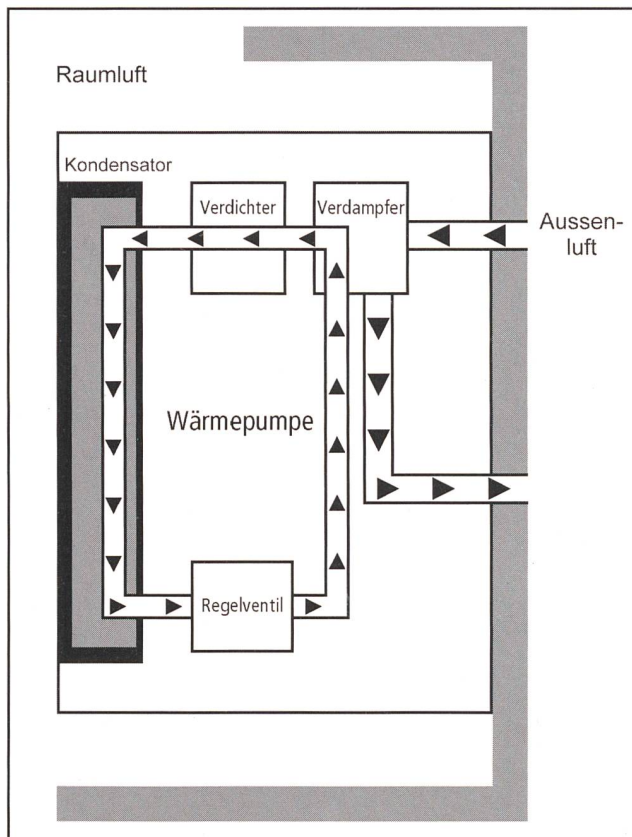 Raumluft
Kondensator
Verdichter
Verdampfer
Aussen-
luft
Wärmepumpe
Regelventil